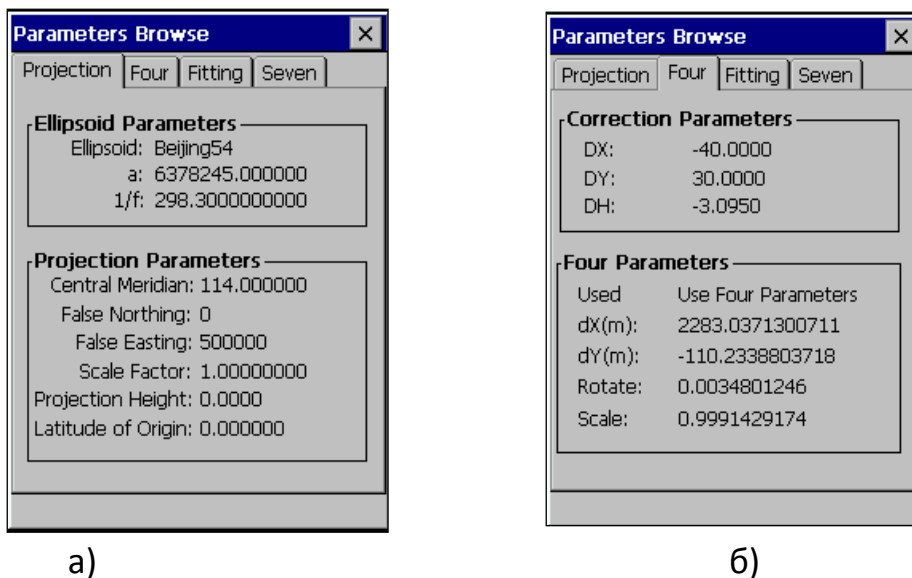 Parameters Browse
Projection Four Fitting Seven
Ellipsoid Parameters
Ellipsoid: Beijing54
a: 6378245.000000
1/f: 298.3000000000
Projection Parameters
Central Meridian: 114.000000
False Northing: 0
False Easting: 500000
Scale Factor: 1.00000000
Projection Height: 0.0000
Latitude of Origin: 0.000000
а)
Parameters Browse
Projection Four Fitting Seven
Correction Parameters
DX: -40.0000
DY: 30.0000
DH: -3.0950
Four Parameters
Used Use Four Parameters
dX(m): 2283.0371300711
dY(m): -110.2338803718
Rotate: 0.0034801246
Scale: 0.9991429174
б)